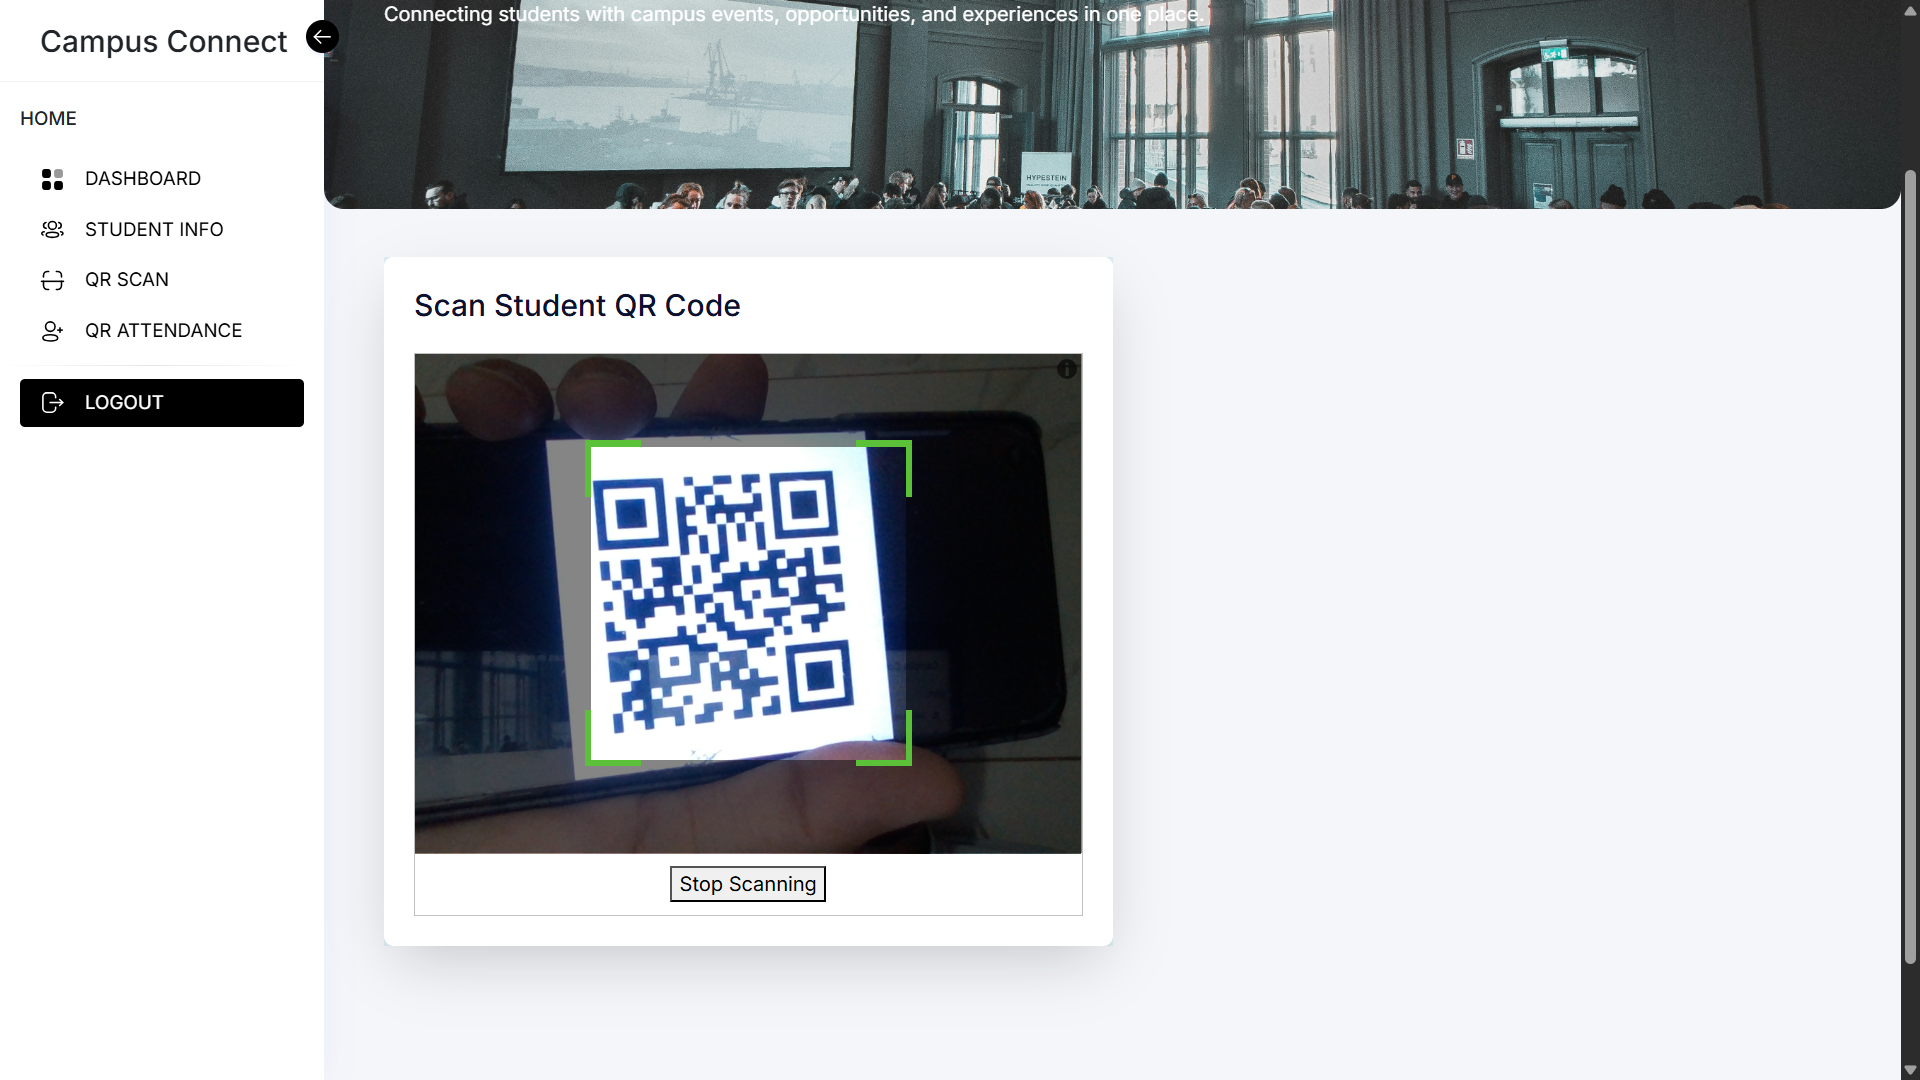 Campus Connect
Connecting students with campus events, opportunities, and experiences in one place.
HYPESTEIN
HOME
DASHBOARD
STUDENT INFO
QR SCAN
QR ATTENDANCE
LOGOUT
Scan Student QR Code
Stop Scanning